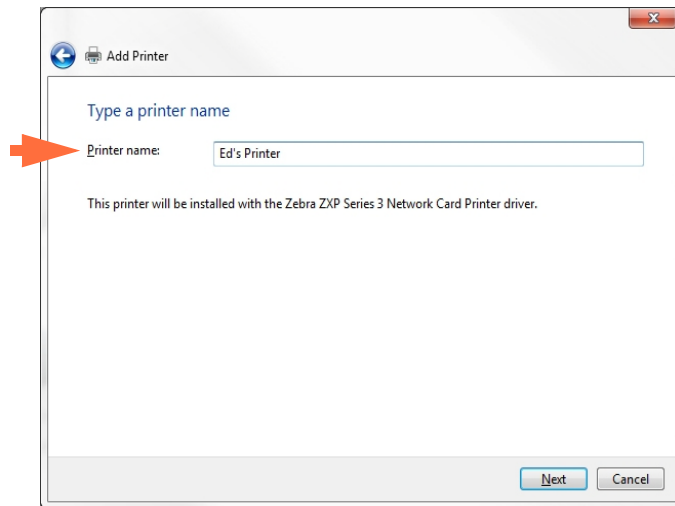 Add Printer
Type a printer name
Printer name:
Ed's Printer
This printer will be installed with the Zebra ZXP Series 3 Network Card Printer driver.
Next
Cancel